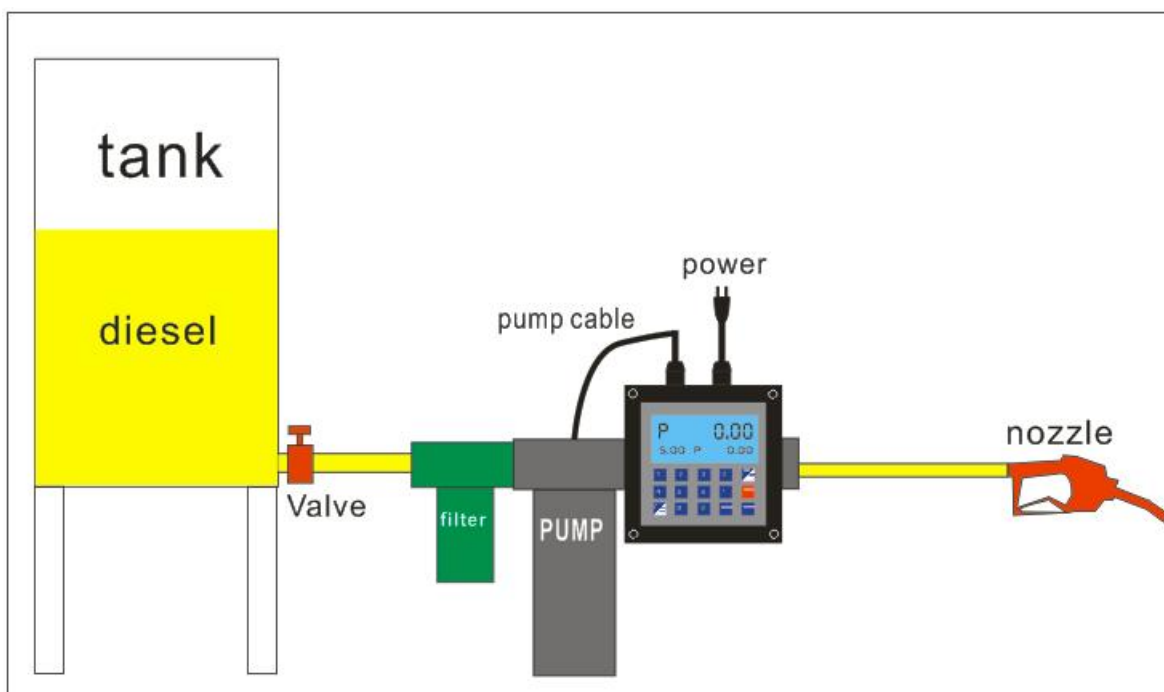 tank
diesel
power
pump cable
P 0.00
5.00 P 0.00
nozzle
Valve
filter
PUMP